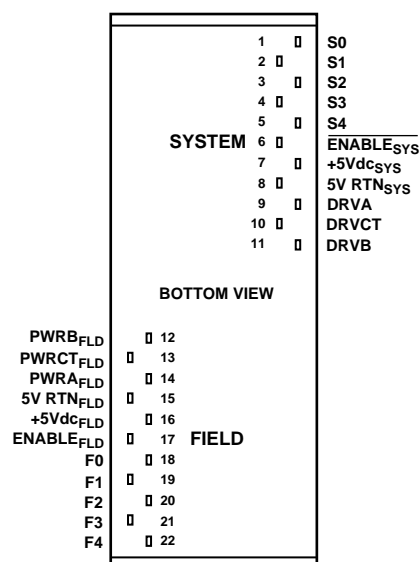 1 S0
2 S1
3 S2
4 S3
5 S4
SYSTEM 6 ENABLESYS
7 +5VdcSYS
8 5V RTNSYS
9 DRVA
10 DRVCT
11 DRVB
BOTTOM VIEW
PWRBFLD 12
PWRCTFLD 13
PWRAFLD 14
5V RTNFLD 15
+5VdcFLD 16
ENABLEFLD 17 FIELD
F0 18
F1 19
F2 20
F3 21
F4 22